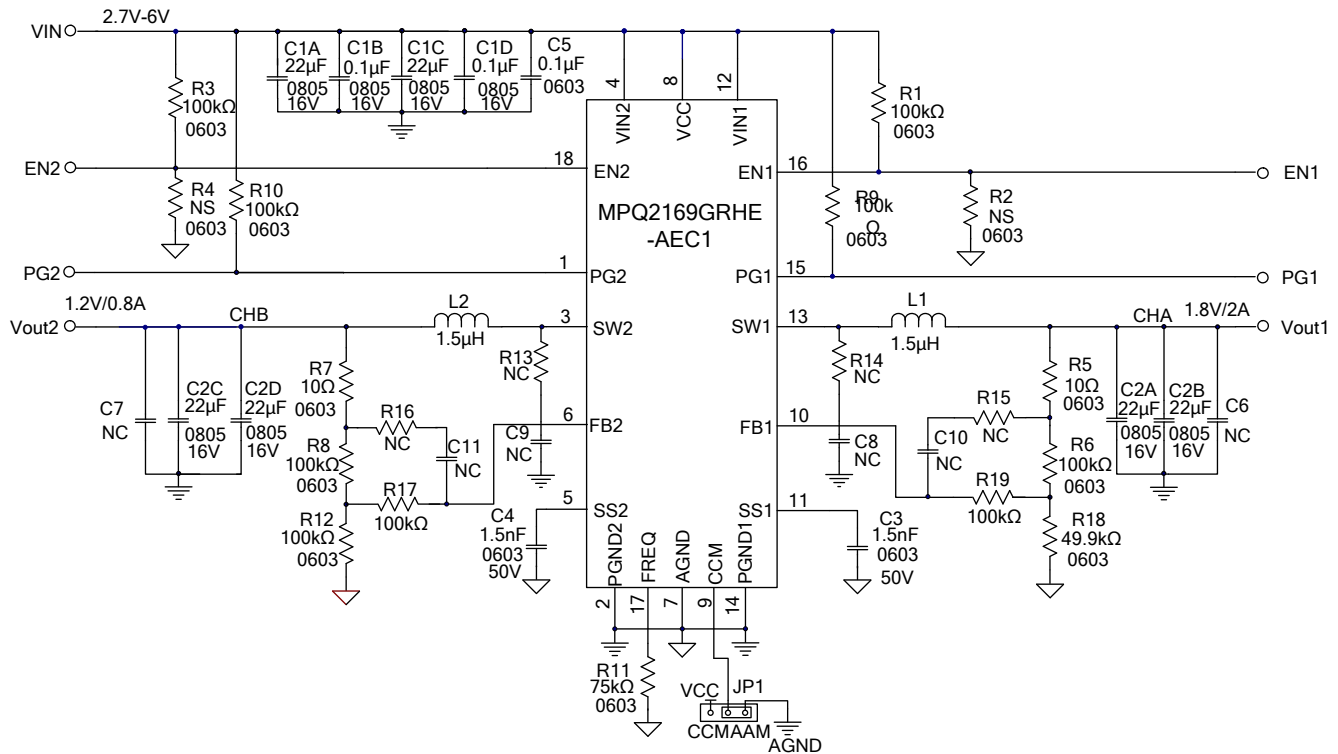 VIN
2.7V-6V
C1A
22µF
0805
16V
C1B
0.1µF
0805
16V
C1C
22µF
0805
16V
C1D
0.1µF
0805
16V
C5
0.1µF
0603
4
8
12
VIN2
VCC
VIN1
R3
100kΩ
0603
R1
100kΩ
0603
EN2
18
EN2
EN1
16
EN1
R4
NS
0603
R10
100kΩ
0603
MPQ2169GRHE
-AEC1
R9
100k
Ω
0603
R2
NS
0603
PG2
1
PG2
PG1
15
PG1
1.2V/0.8A
Vout2
CHB
L2
1.5µH
3
SW2
SW1
13
L1
1.5µH
CHA
1.8V/2A
Vout1
R13
NC
R14
NC
R7
10Ω
0603
R5
10Ω
0603
C7
NC
C2C
22µF
0805
16V
C2D
22µF
0805
16V
R16
NC
C11
NC
C9
NC
6
FB2
FB1
10
C8
NC
C10
NC
R15
NC
C2A
22µF
0805
16V
C2B
22µF
0805
16V
C6
NC
R8
100kΩ
0603
R6
100kΩ
0603
R17
100kΩ
R19
100kΩ
R12
100kΩ
0603
R18
49.9kΩ
0603
C4
1.5nF
0603
50V
5
SS2
SS1
11
C3
1.5nF
0603
50V
PGND2
FREQ
AGND
CCM
PGND1
2
17
7
9
14
R11
75kΩ
0603
VCC
JP1
CCMAAM
AGND